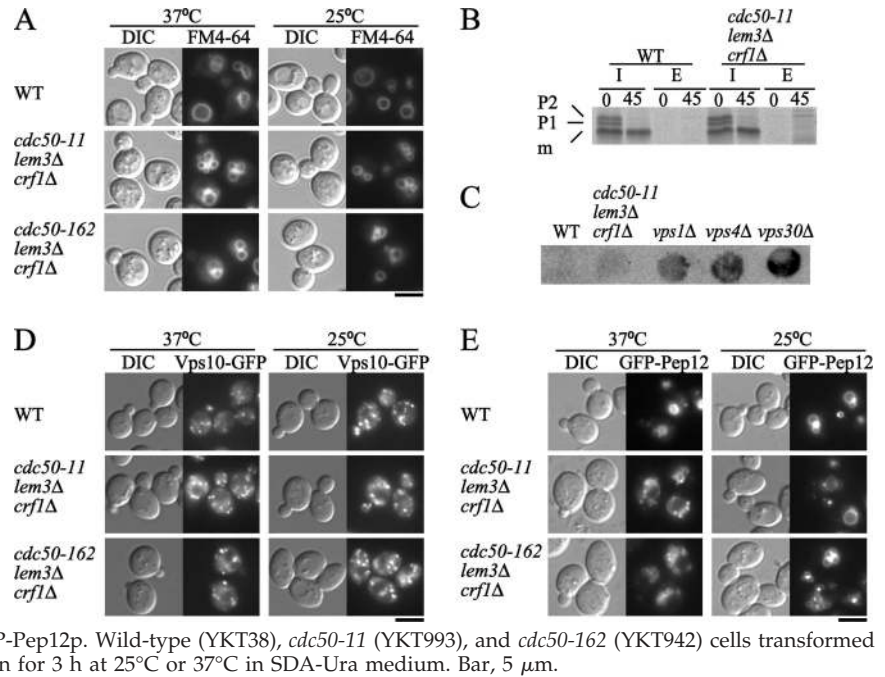 A
37ºC 25ºC
DIC FM4-64 DIC FM4-64
WT
cdc50-11
lem3Δ
crf1Δ
cdc50-162
lem3Δ
crf1Δ
B
cdc50-11
lem3Δ
crf1Δ
WT
I E I E
0 45 0 45 0 45 0 45
P2
P1
m
C
cdc50-11
lem3Δ
WT crf1Δ vps1Δ vps4Δ vps30Δ
D
37ºC 25ºC
DIC Vps10-GFP DIC Vps10-GFP
WT
cdc50-11
lem3Δ
crf1Δ
cdc50-162
lem3Δ
crf1Δ
E
37ºC 25ºC
DIC GFP-Pep12 DIC GFP-Pep12
WT
cdc50-11
lem3Δ
crf1Δ
cdc50-162
lem3Δ
crf1Δ
P-Pep12p. Wild-type (YKT38), cdc50-11 (YKT993), and cdc50-162 (YKT942) cells transformed
n for 3 h at 25°C or 37°C in SDA-Ura medium. Bar, 5 μm.